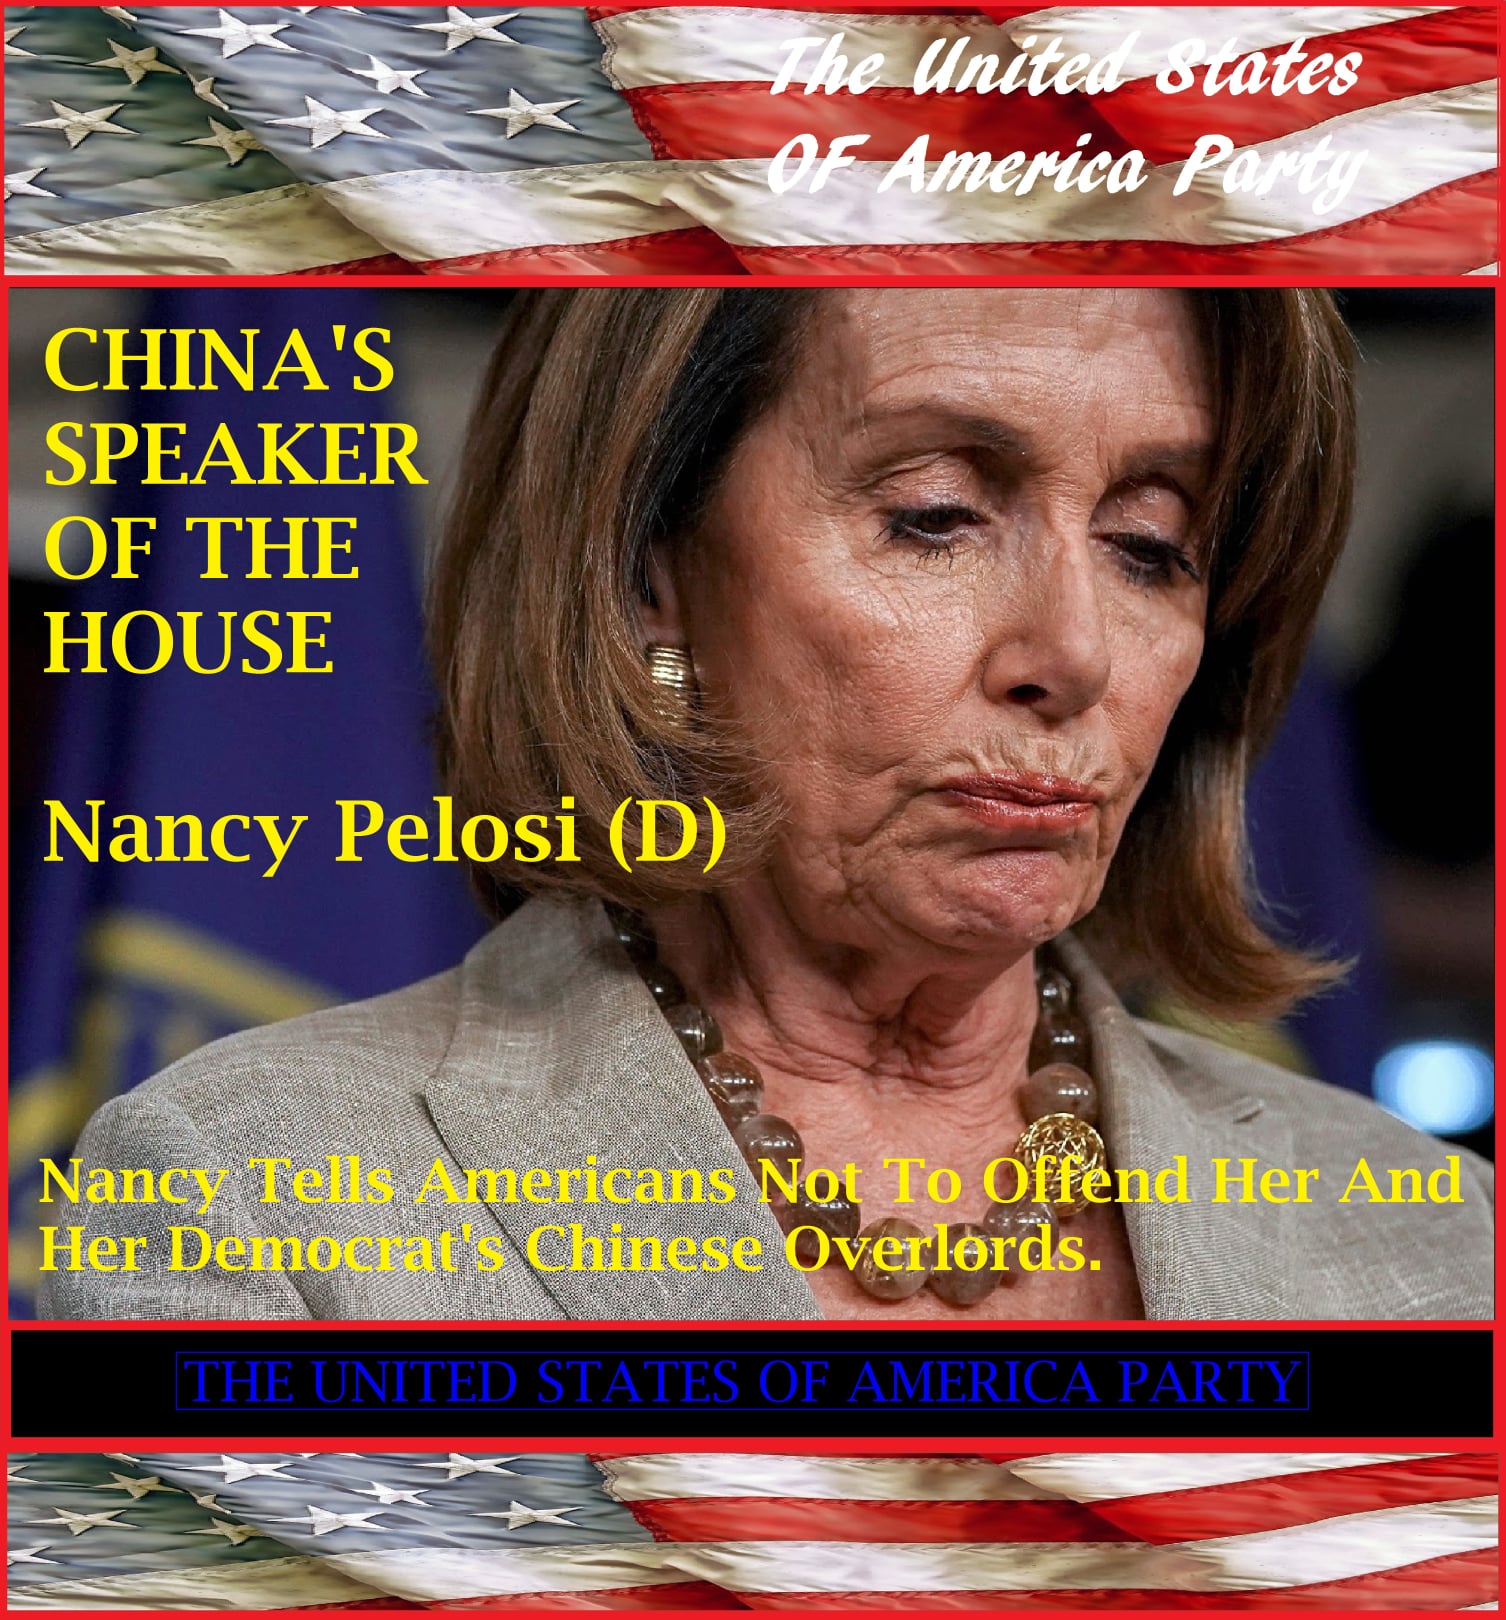 The United States
OF America Party
CHINA'S
SPEAKER
OF THE
HOUSE
Nancy Pelosi (D)
Nancy Tells Americans Not To Offend Her And
Her Democrat's Chinese Overlords.
THE UNITED STATES OF AMERICA PARTY